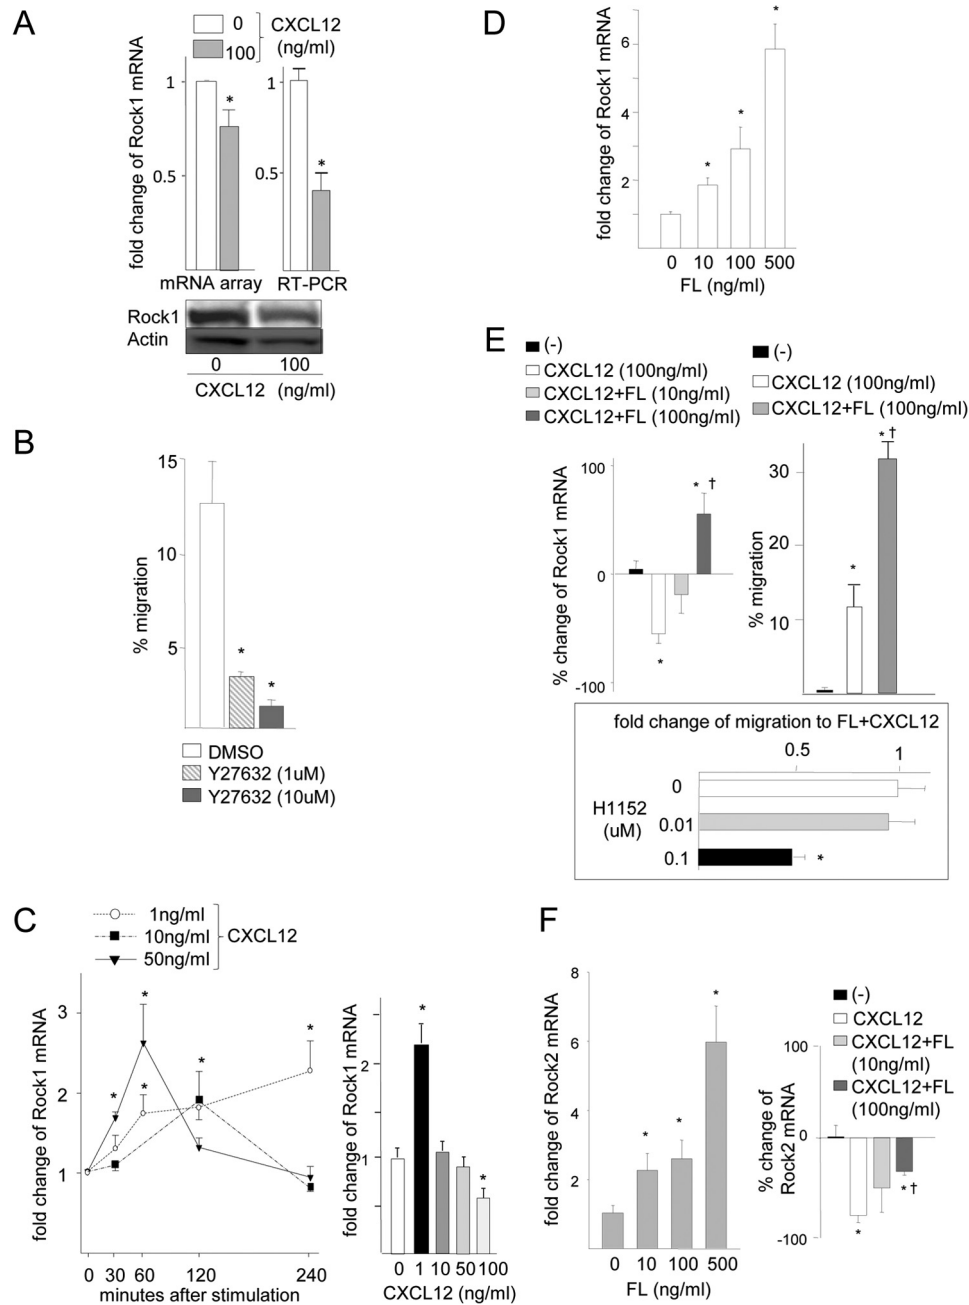 A
0
100
CXCL12
(ng/ml)
fold change of Rock1 mRNA
1
0.5
*
mRNA array
1
0.5
*
RT-PCR
Rock1
Actin
0 100
CXCL12 (ng/ml)
B
% migration
15
10
5
*
*
DMSO
Y27632 (1uM)
Y27632 (10uM)
C
1ng/ml
10ng/ml
50ng/ml
CXCL12
fold change of Rock1 mRNA
3
2
1
* * * * *
0 30 60 120 240
minutes after stimulation
fold change of Rock1 mRNA
2
1
*
*
0 1 10 50 100
CXCL12 (ng/ml)
D
fold change of Rock1 mRNA
6
4
2
*
*
*
0 10 100 500
FL (ng/ml)
E
(-)
CXCL12 (100ng/ml)
CXCL12+FL (10ng/ml)
CXCL12+FL (100ng/ml)
% change of Rock1 mRNA
100
0
-100
*
* †
(-)
CXCL12 (100ng/ml)
CXCL12+FL (100ng/ml)
% migration
30
20
10
*
* †
fold change of migration to FL+CXCL12
0.5 1
H1152
(uM)
0
0.01
0.1
*
F
fold change of Rock2 mRNA
8
6
4
2
*
*
*
0 10 100 500
FL (ng/ml)
(-)
CXCL12
CXCL12+FL
(10ng/ml)
CXCL12+FL
(100ng/ml)
% change of
Rock2 mRNA
100
0
-100
*
* †